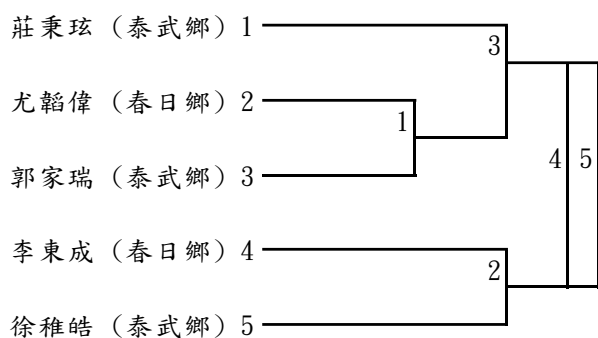 莊秉玹 (泰武鄉) 1
3
尤韜偉 (春日鄉) 2
1
4 5
郭家瑞 (泰武鄉) 3
李東成 (春日鄉) 4
2
徐稚皓 (泰武鄉) 5